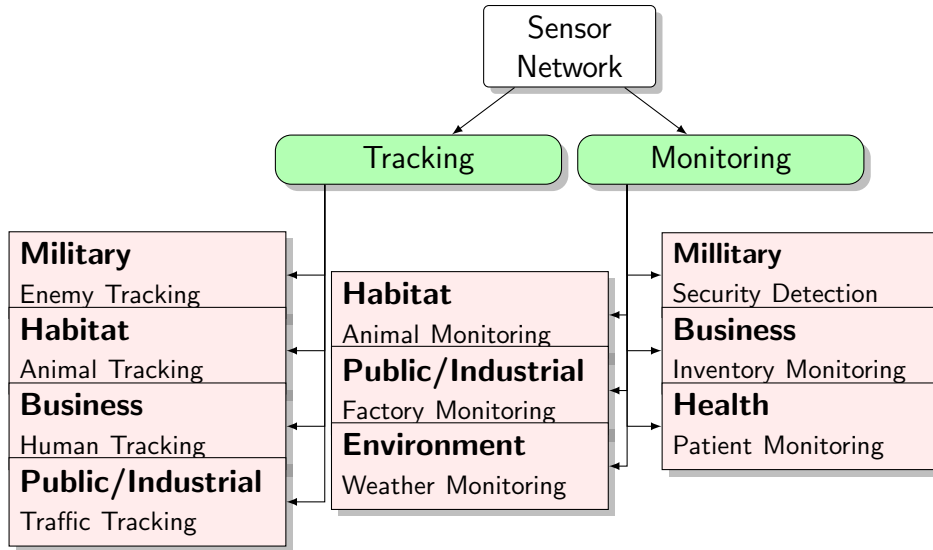 Sensor
Network
Tracking
Monitoring
Military
Enemy Tracking
Habitat
Animal Tracking
Business
Human Tracking
Public/Industrial
Traffic Tracking
Habitat
Animal Monitoring
Public/Industrial
Factory Monitoring
Environment
Weather Monitoring
Millitary
Security Detection
Business
Inventory Monitoring
Health
Patient Monitoring